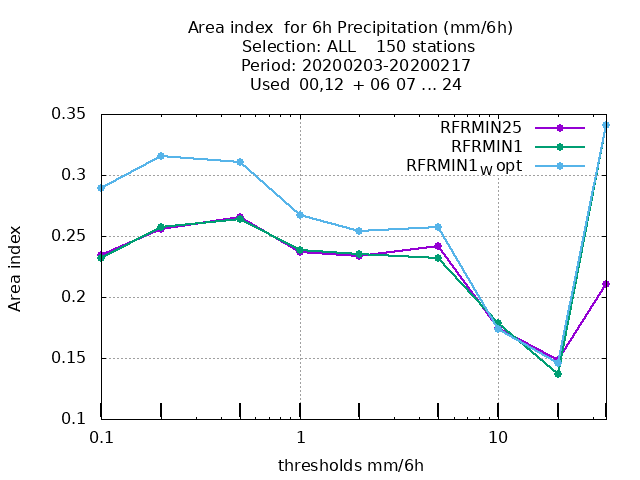 Area index for 6h Precipitation (mm/6h)
Selection: ALL 150 stations
Period: 20200203-20200217
Used 00,12 + 06 07 ... 24
RFRMIN25
RFRMIN1
RFRMIN1w opt
0.35
0.3
0.25
0.2
0.15
0.1
Area index
0.1 1 10
thresholds mm/6h